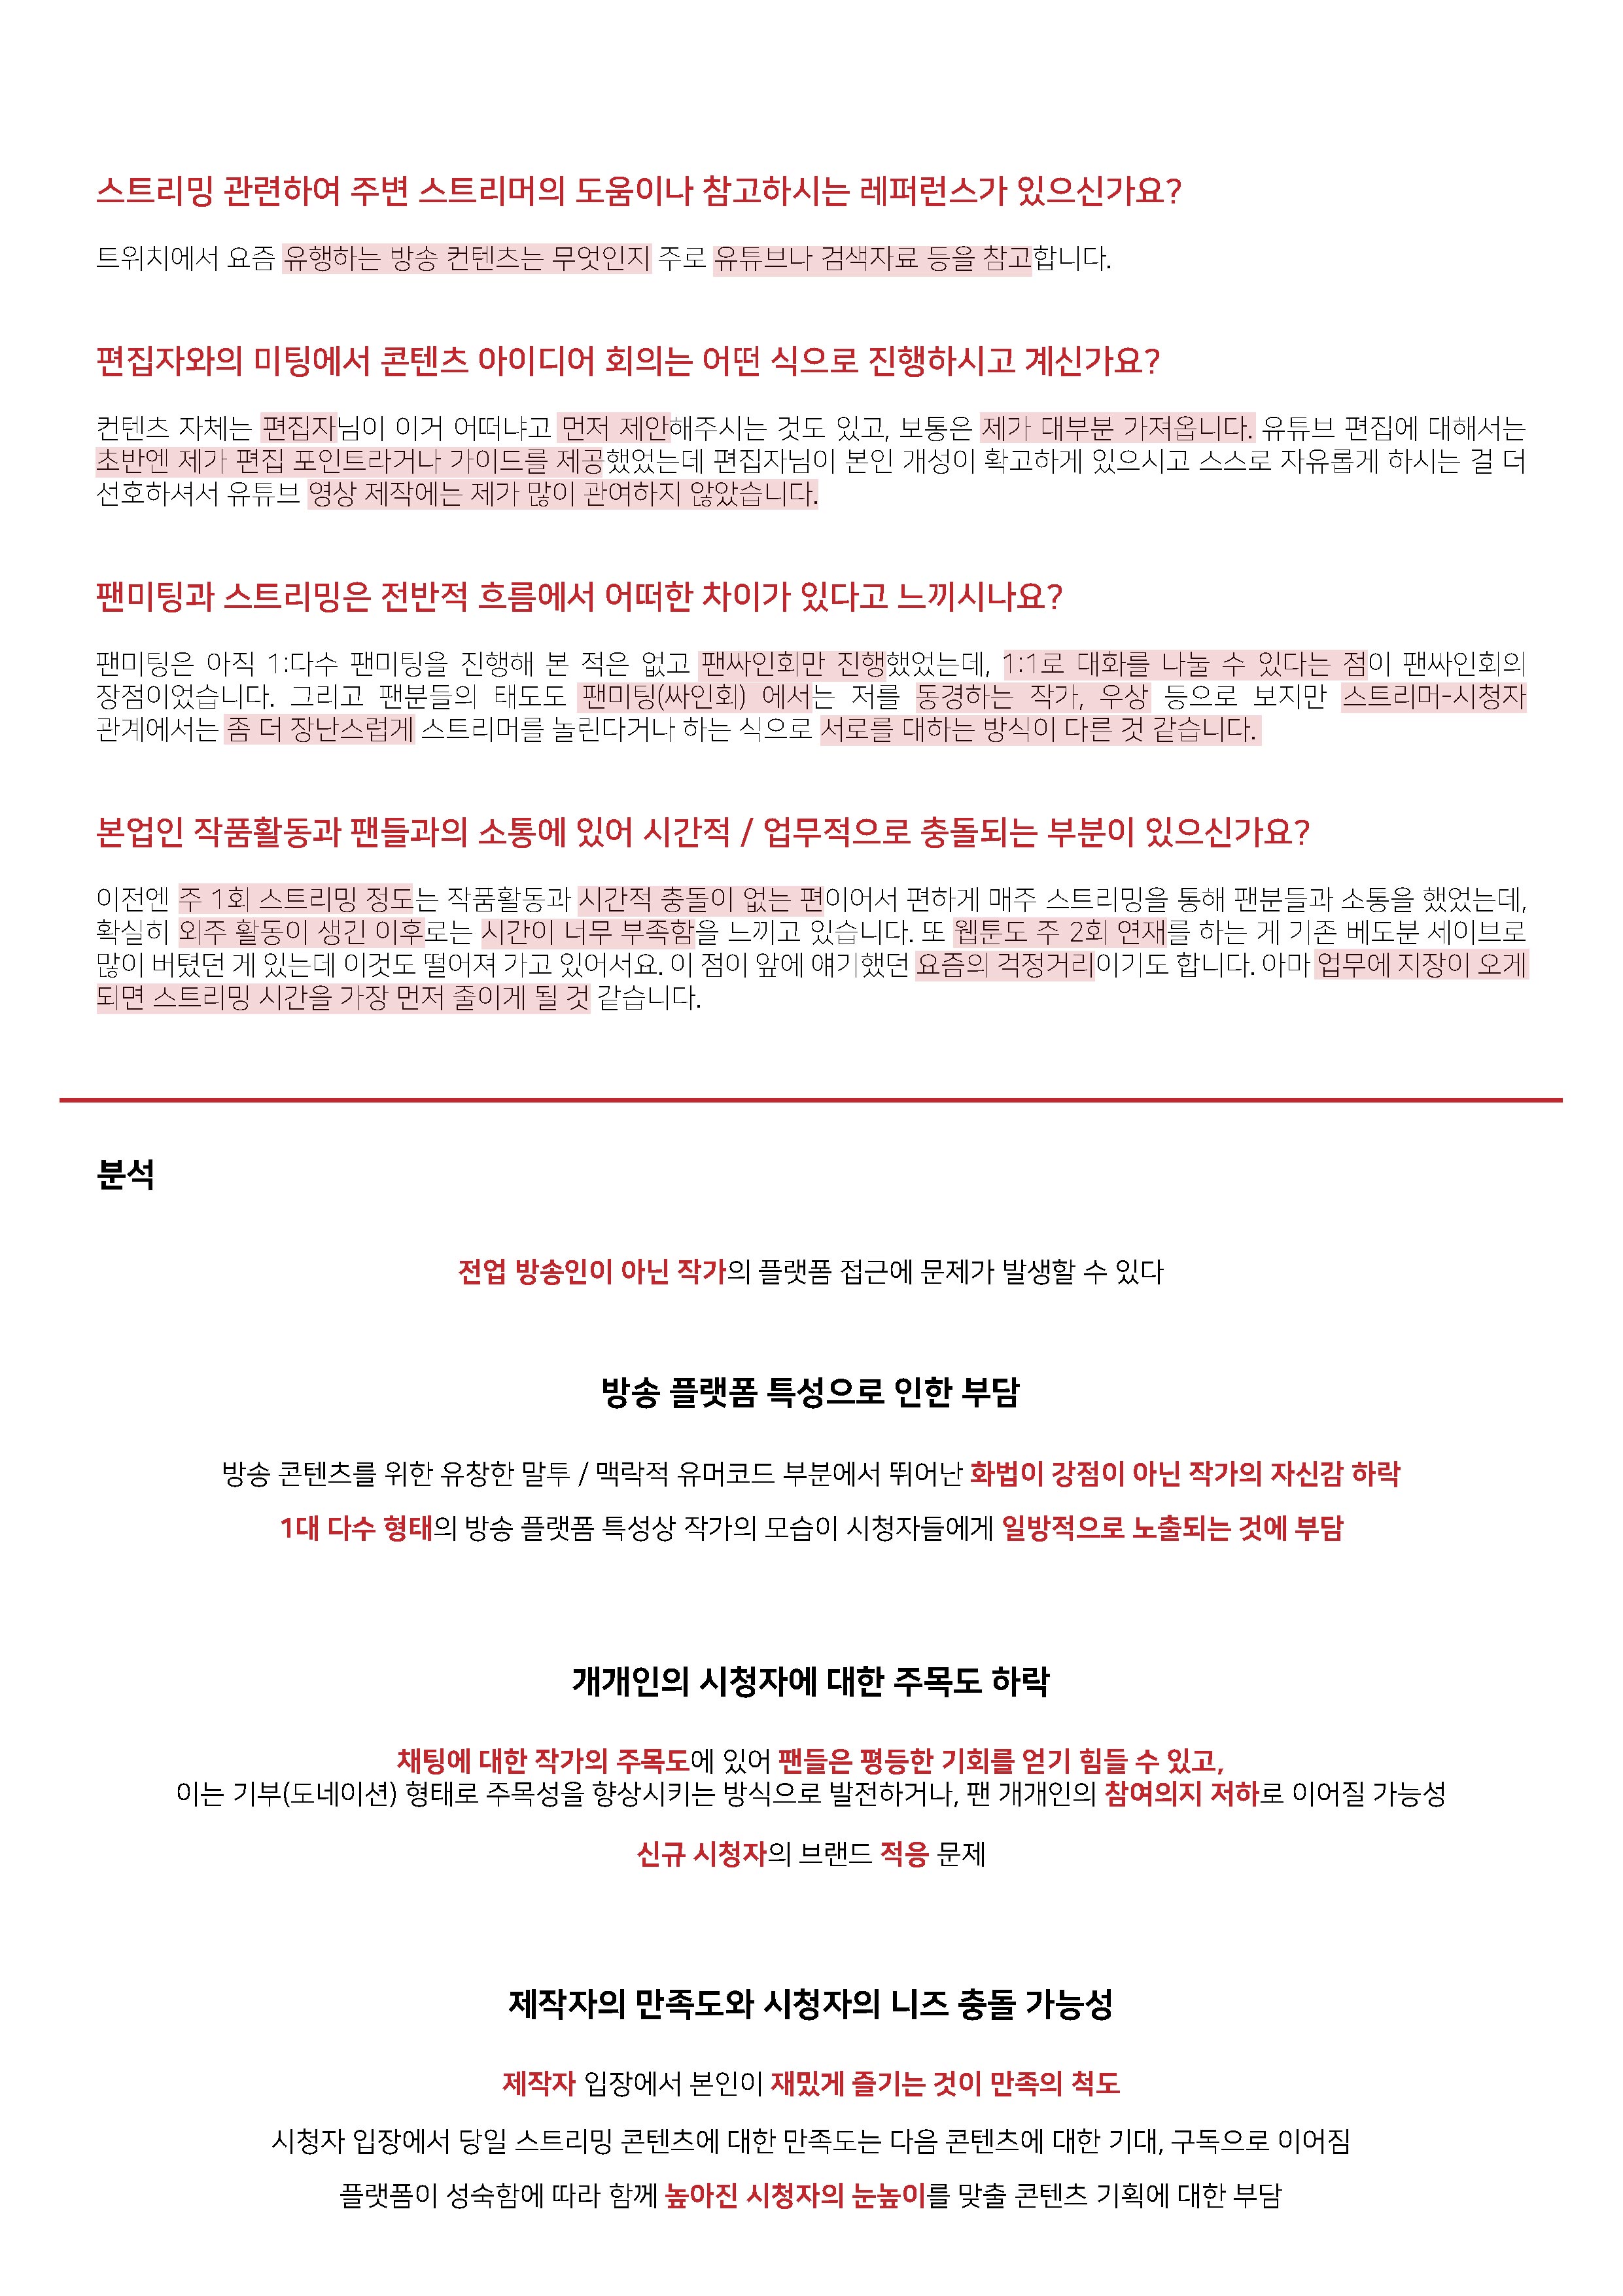 스트리밍 관련하여 주변 스트리머의 도움이나 참고하시는 레퍼런스가 있으신가요?
트위치에서 요즘 유행하는 방송 컨텐츠는 무엇인지 주로 유튜브나 검색자료 등을 참고합니다.
편집자와의 미팅에서 콘텐츠 아이디어 회의는 어떤 식으로 진행하시고 계신가요?
컨텐츠 자체는 편집자님이 이거 어떠냐고 먼저 제안해주시는 것도 있고, 보통은 제가 대부분 가져옵니다. 유튜브 편집에 대해서는
초반엔 제가 편집 포인트라거나 가이드를 제공했었는데 편집자님이 본인 개성이 확고하게 있으시고 스스로 자유롭게 하시는 걸 더
선호하셔서 유튜브 영상 제작에는 제가 많이 관여하지 않았습니다.
팬미팅과 스트리밍은 전반적 흐름에서 어떠한 차이가 있다고 느끼시나요?
팬미팅은 아직 1:다수 팬미팅을 진행해 본 적은 없고 팬싸인회만 진행했었는데, 1:1로 대화를 나눌 수 있다는 점이 팬싸인회의
장점이었습니다. 그리고 팬분들의 태도도 팬미팅(싸인회) 에서는 저를 동경하는 작가, 우상 등으로 보지만 스트리머-시청자
관계에서는 좀 더 장난스럽게 스트리머를 놀린다거나 하는 식으로 서로를 대하는 방식이 다른 것 같습니다.
본업인 작품활동과 팬들과의 소통에 있어 시간적 / 업무적으로 충돌되는 부분이 있으신가요?
이전엔 주 1회 스트리밍 정도는 작품활동과 시간적 충돌이 없는 편이어서 편하게 매주 스트리밍을 통해 팬분들과 소통을 했었는데,
확실히 외주 활동이 생긴 이후로는 시간이 너무 부족함을 느끼고 있습니다. 또 웹툰도 주 2회 연재를 하는 게 기존 베도분 세이브로
많이 버텼던 게 있는데 이것도 떨어져 가고 있어서요. 이 점이 앞에 얘기했던 요즘의 걱정거리이기도 합니다. 아마 업무에 지장이 오게
되면 스트리밍 시간을 가장 먼저 줄이게 될 것 같습니다.
분석
전업 방송인이 아닌 작가의 플랫폼 접근에 문제가 발생할 수 있다
방송 플랫폼 특성으로 인한 부담
방송 콘텐츠를 위한 유창한 말투 / 맥락적 유머코드 부분에서 뛰어난 화법이 강점이 아닌 작가의 자신감 하락
1대 다수 형태의 방송 플랫폼 특성상 작가의 모습이 시청자들에게 일방적으로 노출되는 것에 부담
개개인의 시청자에 대한 주목도 하락
채팅에 대한 작가의 주목도에 있어 팬들은 평등한 기회를 얻기 힘들 수 있고,
이는 기부(도네이션) 형태로 주목성을 향상시키는 방식으로 발전하거나, 팬 개개인의 참여의지 저하로 이어질 가능성
신규 시청자의 브랜드 적응 문제
제작자의 만족도와 시청자의 니즈 충돌 가능성
제작자 입장에서 본인이 재밌게 즐기는 것이 만족의 척도
시청자 입장에서 당일 스트리밍 콘텐츠에 대한 만족도는 다음 콘텐츠에 대한 기대, 구독으로 이어짐
플랫폼이 성숙함에 따라 함께 높아진 시청자의 눈높이를 맞출 콘텐츠 기획에 대한 부담